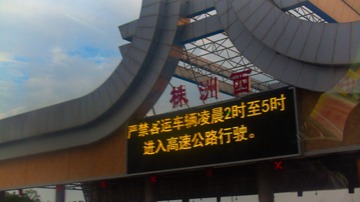 株洲西
严禁客运车辆凌晨2时至5时
进入高速公路行驶。